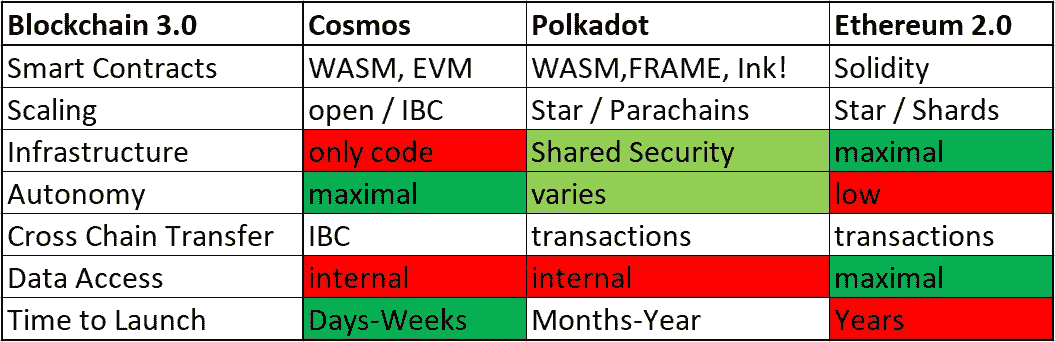 Blockchain 3.0 Cosmos Polkadot Ethereum 2.0
Smart Contracts WASM, EVM WASM,FRAME, Ink! Solidity
Scaling open / IBC Star / Parachains Star / Shards
Infrastructure only code Shared Security maximal
Autonomy maximal varies low
Cross Chain Transfer IBC transactions transactions
Data Access internal internal maximal
Time to Launch Days-Weeks Months-Year Years